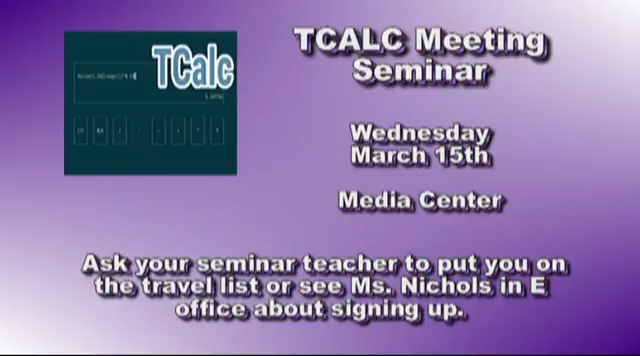 TCalc
TCALC Meeting
Seminar
Wednesday
March 15th
Media Center
Ask your seminar teacher to put you on
the travel list or see Ms. Nichols in E
office about signing up.